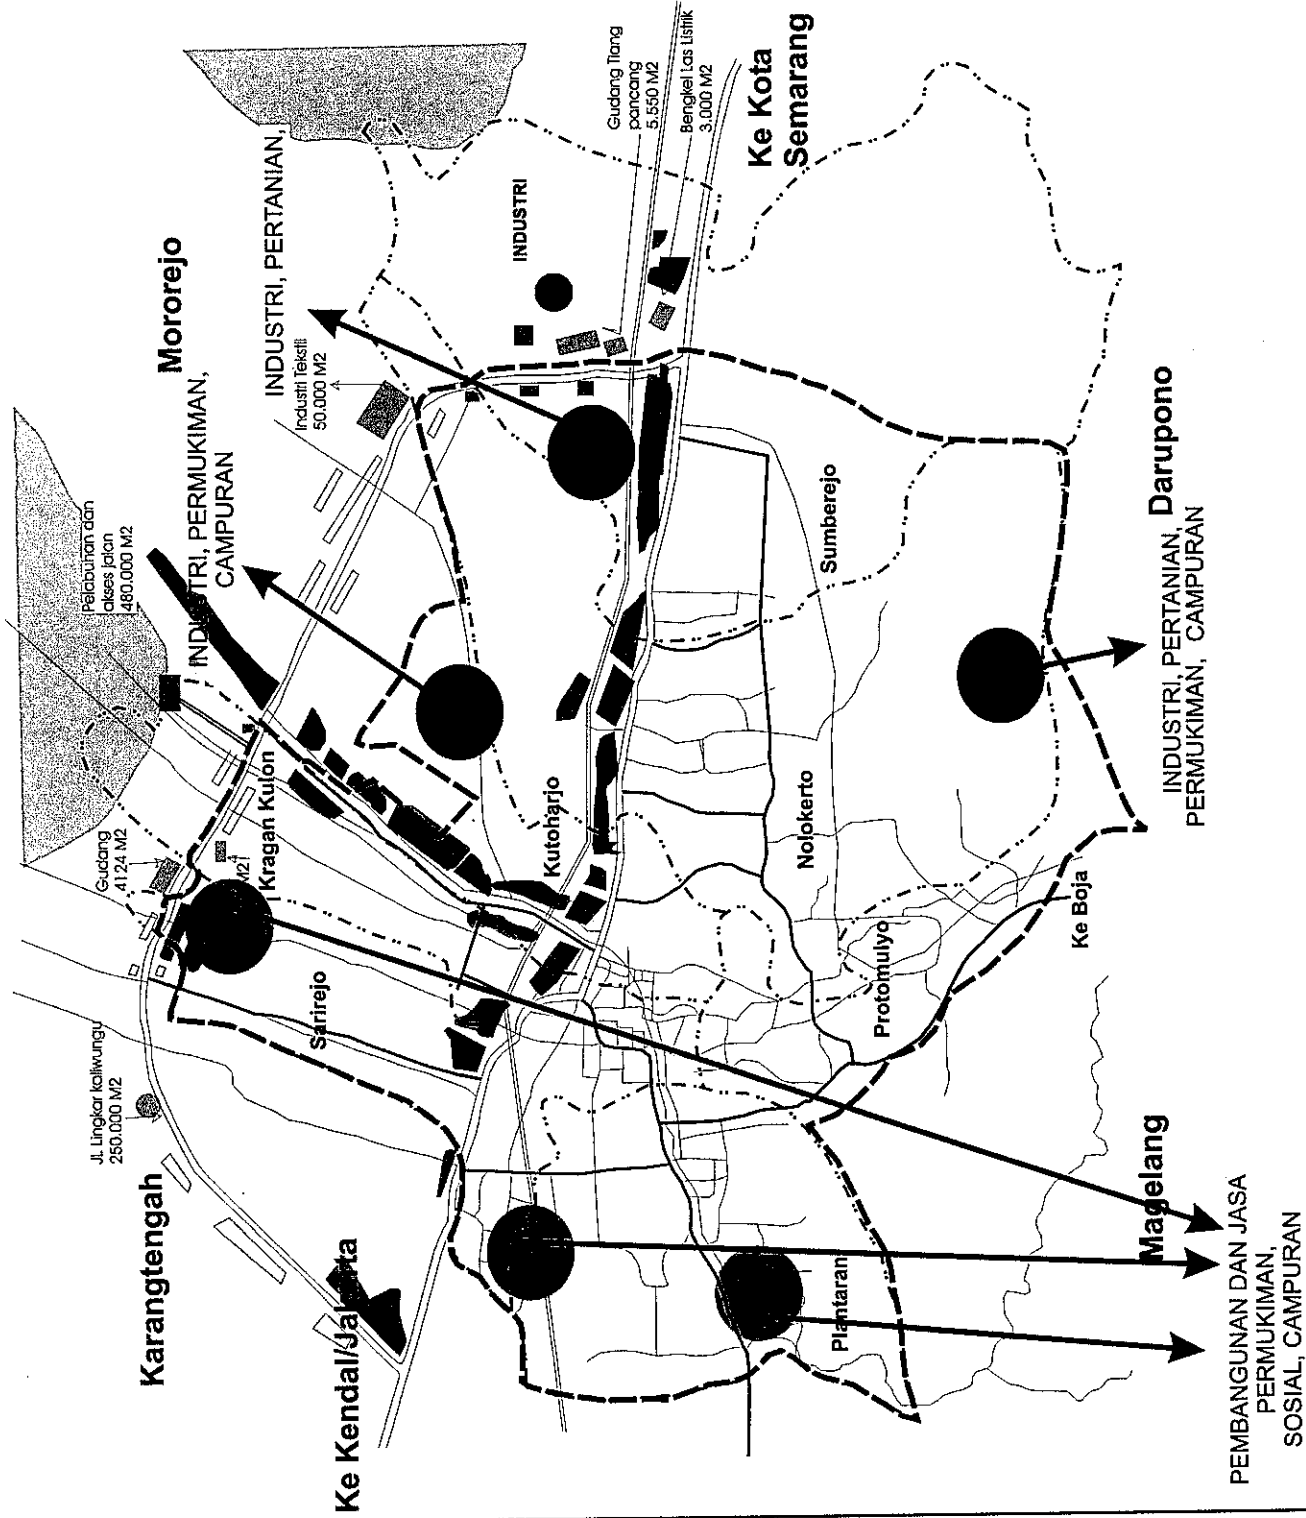 Ke Kendal/Jakarta
Karangtengah
Jl. Lingkar kaliwungu
250.000 M2
Gudang
4124 M2
M2
Kragan Kulon
Sarirejo
Pelabuhan dan
akses jalan
480.000 M2
Mororejo
INDUSTRI, PERMUKIMAN,
CAMPURAN
INDUSTRI, PERTANIAN,
Industri Tekstil
50.000 M2
INDUSTRI
Gudang Tiang
pancang
5.550 M2
Bengkel Las Listrik
3.000 M2
Ke Kota
Semarang
Kutoharjo
Plantaran
Protomulyo
Nolokerto
Sumberejo
Ke Boja
Magelang
PEMBANGUNAN DAN JASA
PERMUKIMAN,
SOSIAL, CAMPURAN
Darupono
INDUSTRI, PERTANIAN,
PERMUKIMAN, CAMPURAN